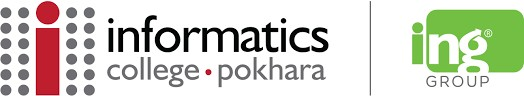 informatics
college • pokhara
ing®
GROUP